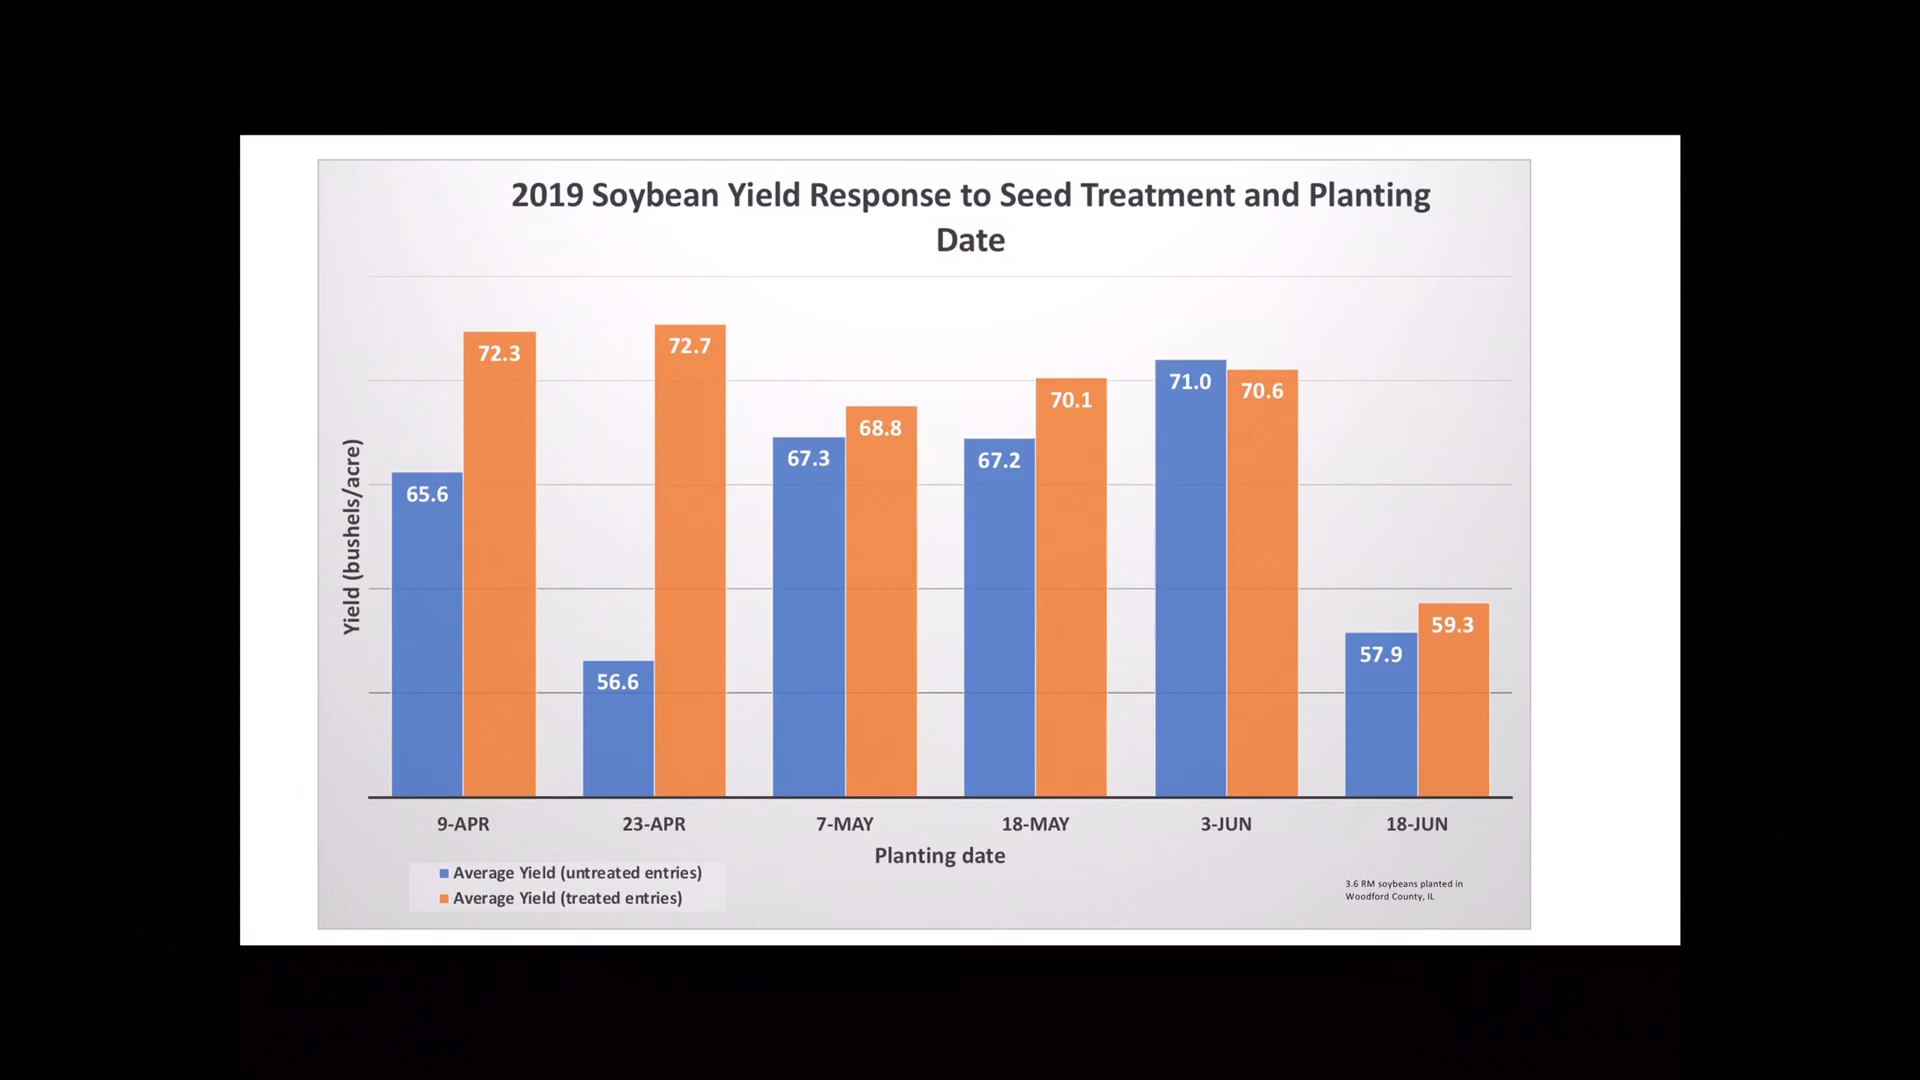 2019 Soybean Yield Response to Seed Treatment and Planting
Date
Yield (bushels/acre)
65.6
72.3
56.6
72.7
67.3
68.8
67.2
70.1
71.0
70.6
57.9
59.3
9-APR
23-APR
7-MAY
18-MAY
3-JUN
18-JUN
Planting date
Average Yield (untreated entries)
Average Yield (treated entries)
3.6 RM soybeans planted in
Woodford County, IL